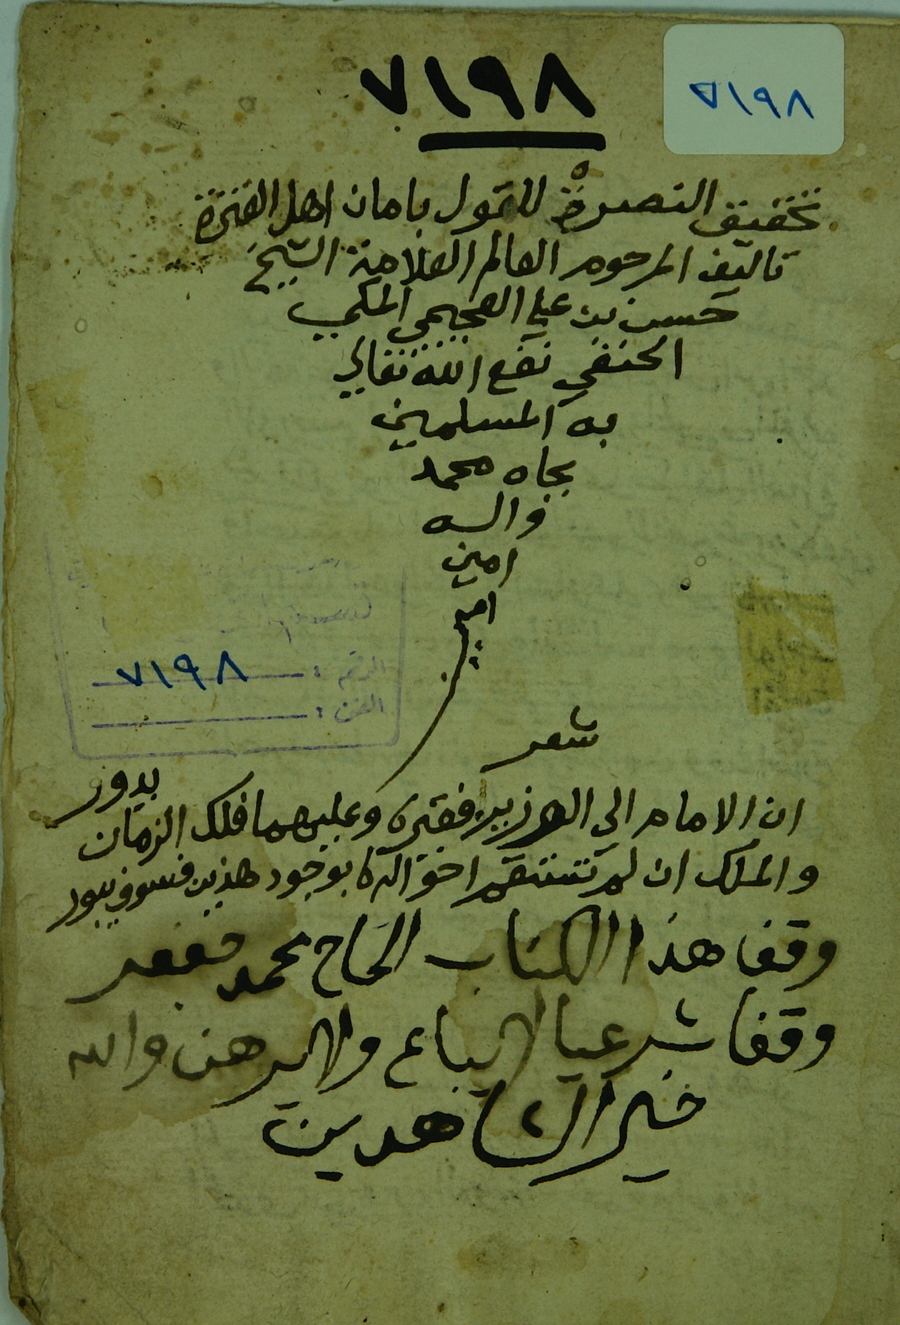 ٧١٩٨
٧١٩٨
تحقيق النصرة للقول بامان اهل الفترة
تاليف المرحوم العالم العلامة الشيخ
حسن بن علي العجيمي المكي
الحنفي نفع الله تعالى
به المسلمين
بجاه محمد
واله
امين
امين
الرقم : ٧١٩٨
الفن :
شعر
ان الامام الى الوزير فقيره وعليهما فلك الزمان يدور
والملك ان لم تستقم احواله بوجود هذين فسوف يبور
وقفا هذا الكتاب الحاج محمد جعفر
وقفا شرعيا لا يباع ولا يرهن والله
خير الشاهدين